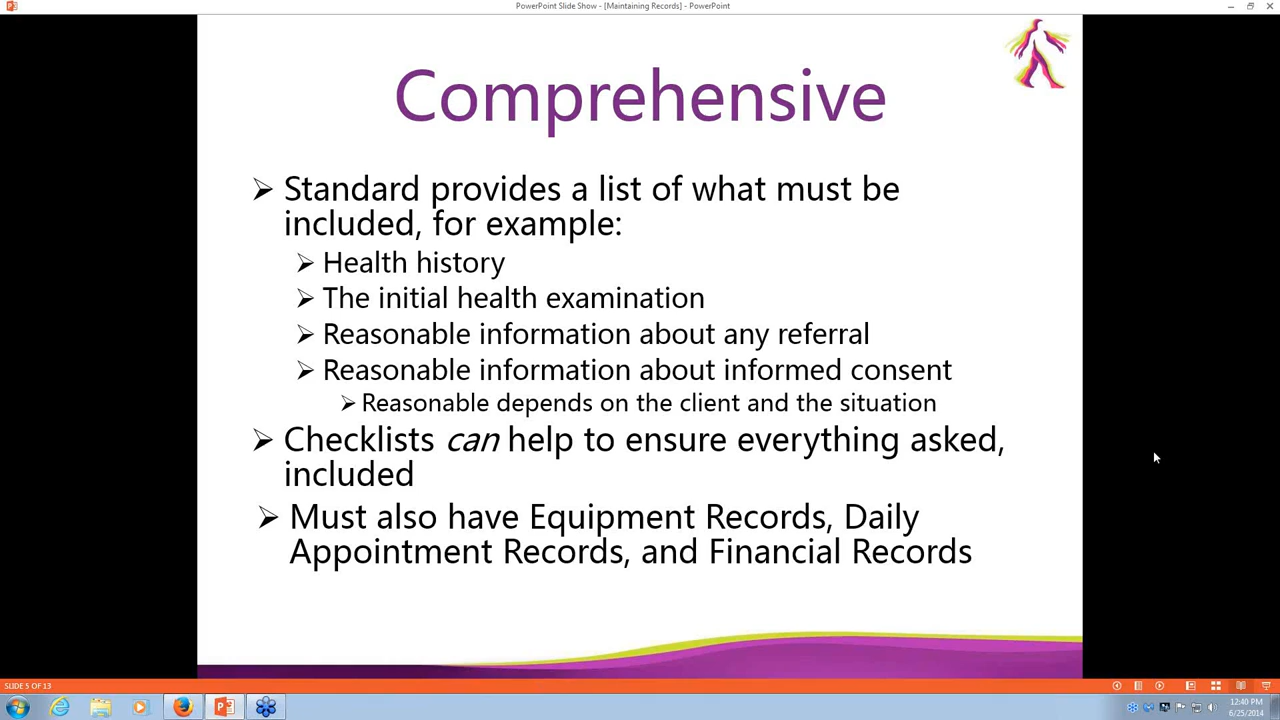 PowerPoint Slide Show - [Maintaining Records] - PowerPoint
Comprehensive
Standard provides a list of what must be
included, for example:
Health history
The initial health examination
Reasonable information about any referral
Reasonable information about informed consent
Reasonable depends on the client and the situation
Checklists can help to ensure everything asked,
included
Must also have Equipment Records, Daily
Appointment Records, and Financial Records
SLIDE 5 OF 13
12:40 PM
6/25/2014